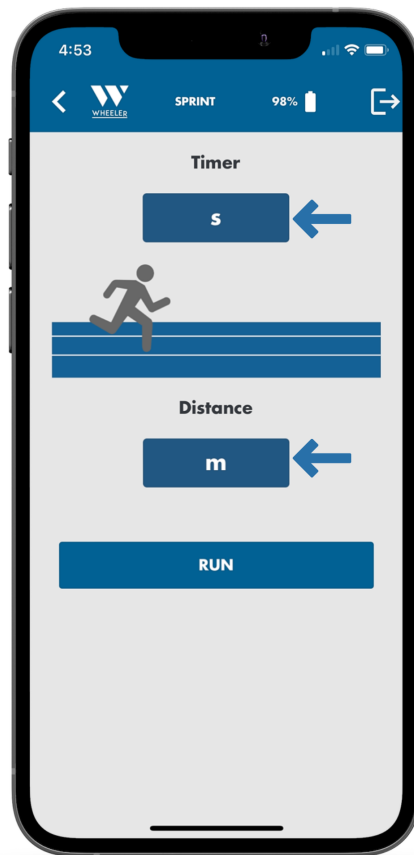 4:53
W
WHEELER
SPRINT
98%
Timer
s
Distance
m
RUN